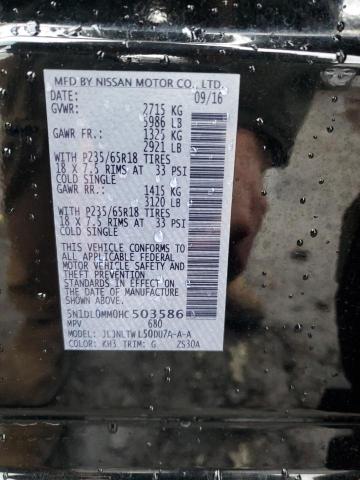 MFD BY NISSAN MOTOR CO., LTD.
DATE: 09/16
GVWR: 2715 KG
5986 LB
GAWR FR: 1325 KG
2921 LB
WITH P235/65R18 TIRES
18 X 7.5 RIMS AT 33 PSI
COLD SINGLE
GAWR RR: 1415 KG
3120 LB
WITH P235/65R18 TIRES
18 X 7.5 RIMS AT 33 PSI
COLD SINGLE
THIS VEHICLE CONFORMS TO
ALL APPLICABLE FEDERAL
MOTOR VEHICLE SAFETY AND
THEFT PREVENTION
STANDARDS IN EFFECT ON
THE DATE OF MANUFACTURE
SHOWN ABOVE.
5N1DL0MM0HC503586
MPV 680
MODEL: JLJNLTWL50DU7A-A-A
COLOR: KH3 TRIM: G ZS30A